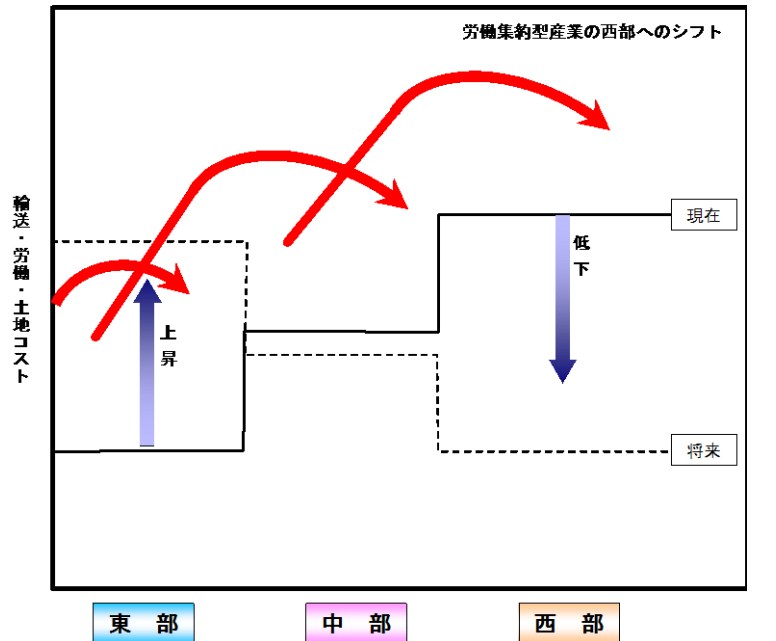 労働集約型産業の西部へのシフト
輸送・労働・土地コスト
現在
低下
上昇
将来
東 部
中 部
西 部